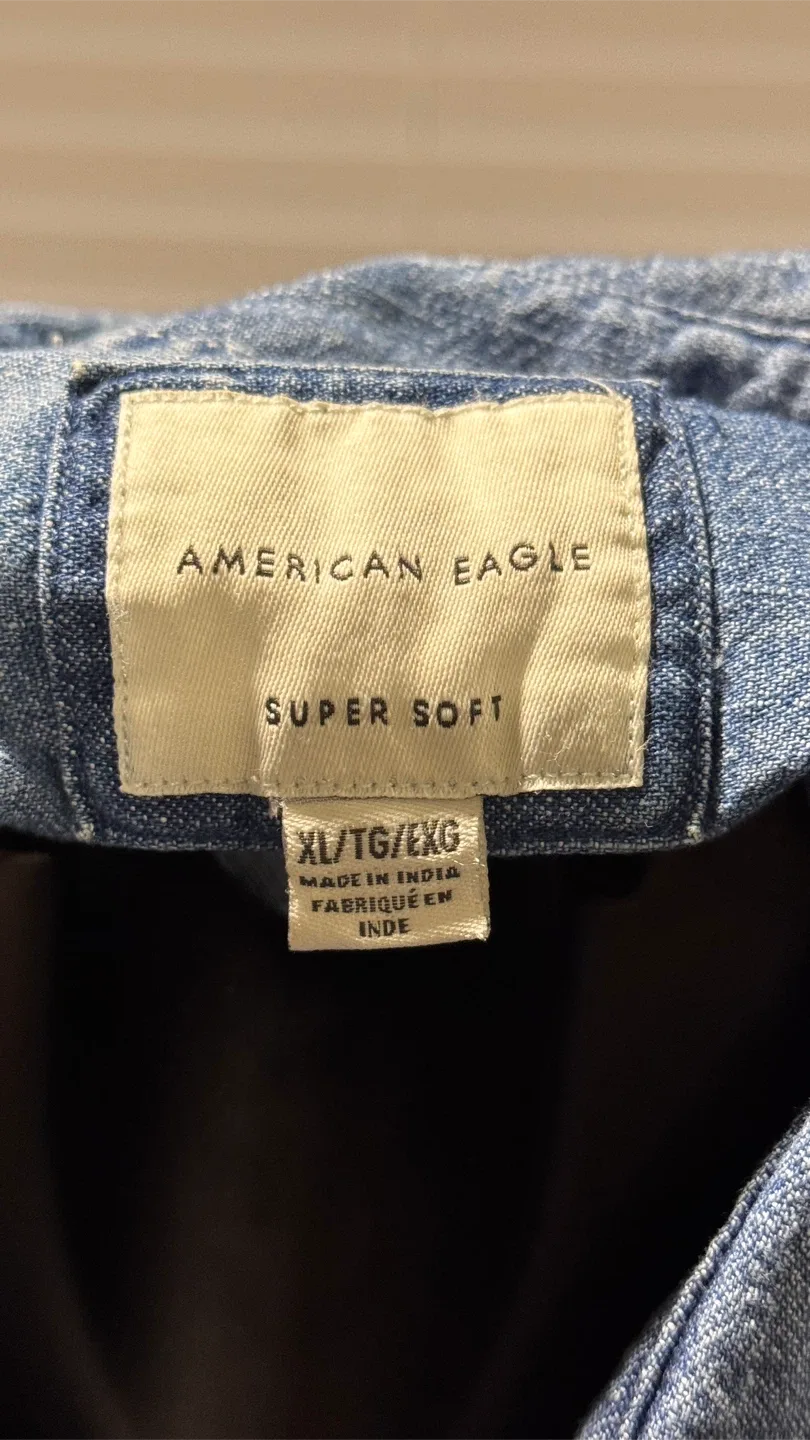 AMERICAN EAGLE
SUPER SOFT
XL/TG/EXG
MADE IN INDIA
FABRIQUÉ EN
INDE